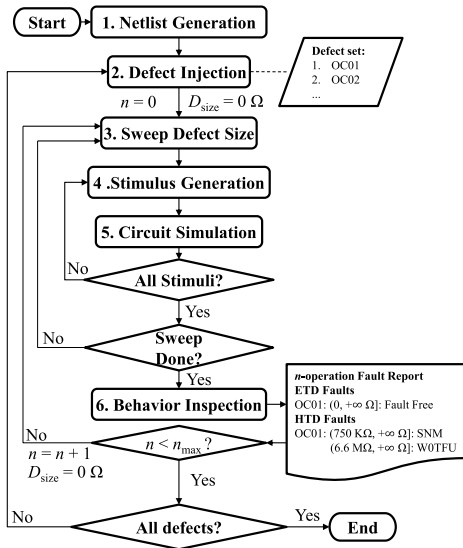 Start
1. Netlist Generation
2. Defect Injection
Defect set:
1. OC01
2. OC02
...
n = 0
D_size = 0 Ω
3. Sweep Defect Size
4 .Stimulus Generation
5. Circuit Simulation
No
All Stimuli?
Yes
No
Sweep
Done?
Yes
6. Behavior Inspection
n-operation Fault Report
ETD Faults
OC01: (0, +∞ Ω]: Fault Free
HTD Faults
OC01: (750 KΩ, +∞ Ω]: SNM
(6.6 MΩ, +∞ Ω]: W0TFU
No
n < n_max ?
n = n + 1
D_size = 0 Ω
Yes
No
All defects?
Yes
End